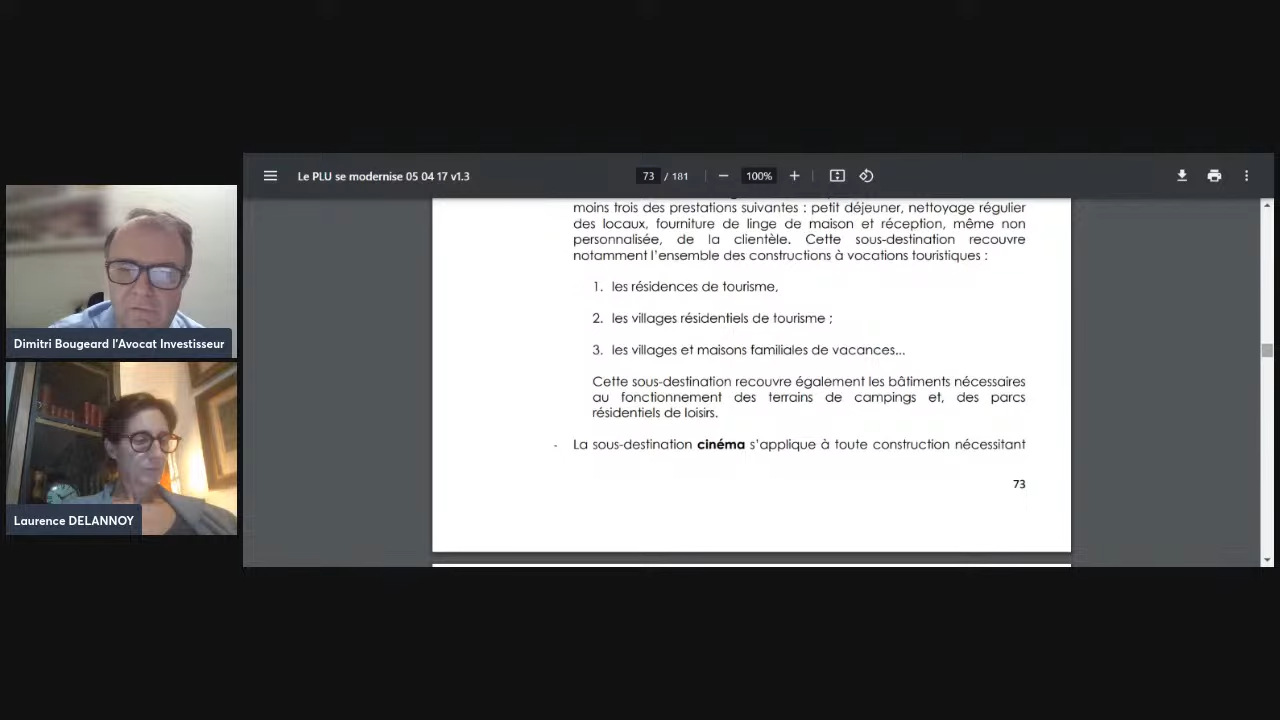 Le PLU se modernise 05 04 17 v1.3
73 / 181
100%
moins trois des prestations suivantes : petit déjeuner, nettoyage régulier
des locaux, fourniture de linge de maison et réception, même non
personnalisée, de la clientèle. Cette sous-destination recouvre
notamment l'ensemble des constructions à vocations touristiques :
1. les résidences de tourisme,
2. les villages résidentiels de tourisme ;
3. les villages et maisons familiales de vacances...
Cette sous-destination recouvre également les bâtiments nécessaires
au fonctionnement des terrains de campings et, des parcs
résidentiels de loisirs.
- La sous-destination cinéma s'applique à toute construction nécessitant
73
Dimitri Bougeard l'Avocat Investisseur
Laurence DELANNOY